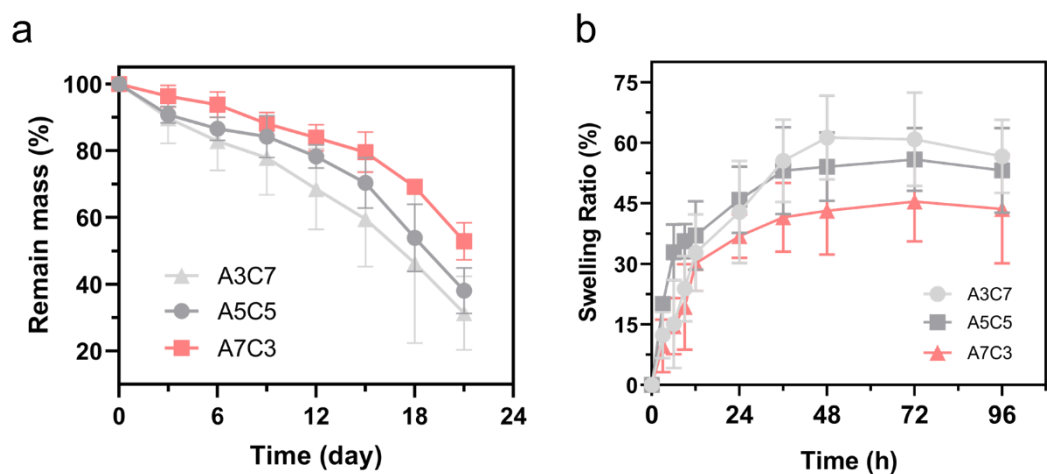 a
Remain mass (%)
100
80
60
40
20
A3C7
A5C5
A7C3
0 6 12 18 24
Time (day)
b
Swelling Ratio (%)
75
60
45
30
15
0
A3C7
A5C5
A7C3
0 24 48 72 96
Time (h)